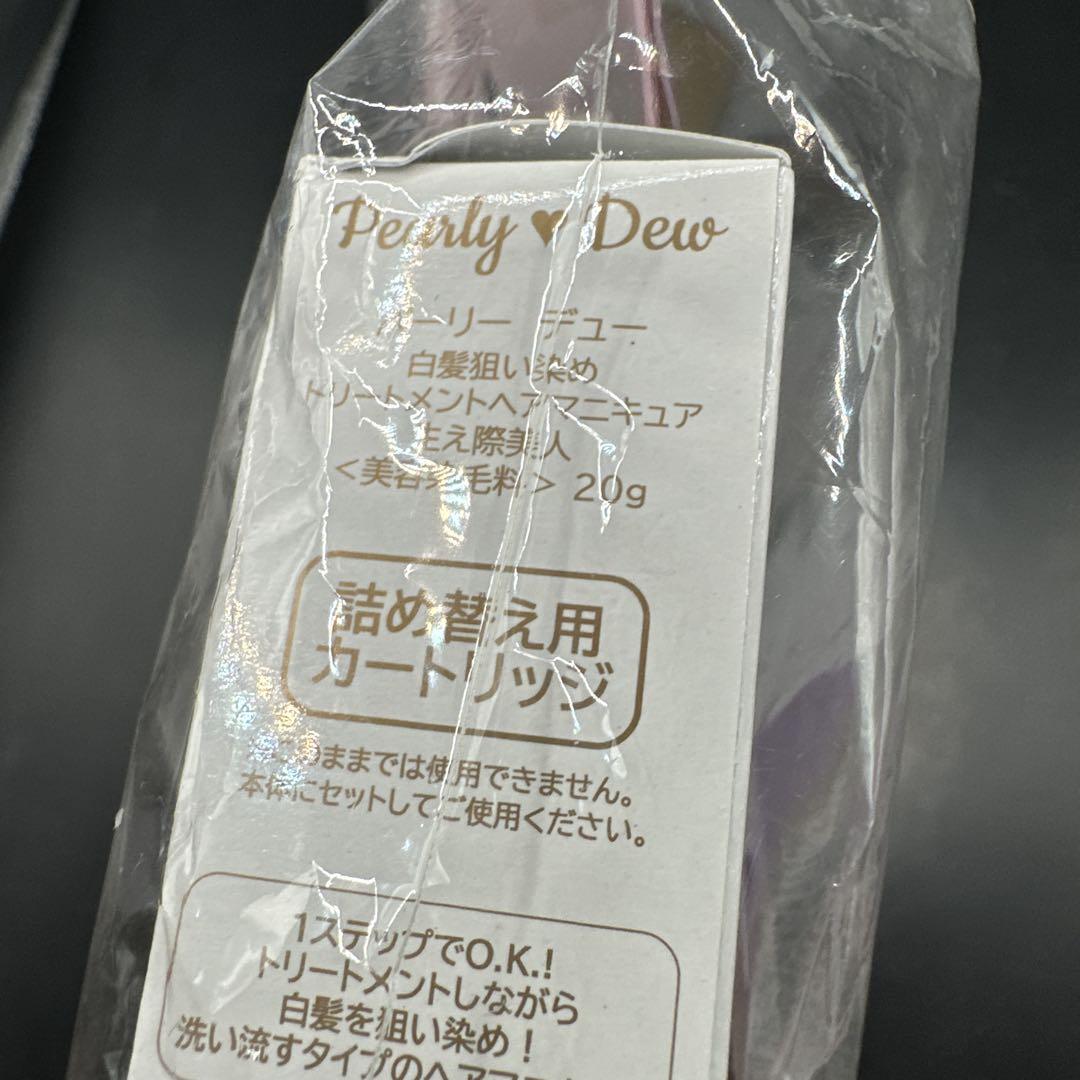 Pearly ♥ Dew
パーリー デュー
白髪狙い染め
トリートメントヘアマニキュア
生え際美人
<美容染毛料> 20g
詰め替え用
カートリッジ
※このままでは使用できません。
本体にセットしてご使用ください。
1ステップでO.K.!
トリートメントしながら
白髪を狙い染め!
洗い流すタイプのヘアマニ